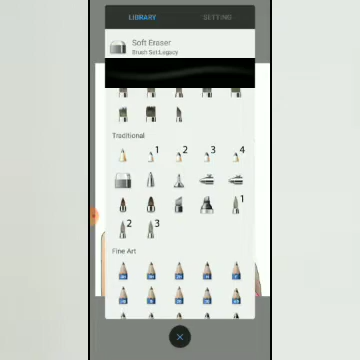 LIBRARY SETTING
Soft Eraser
Brush Set:Legacy
Traditional
1 2 3 4
1
2 3
Fine Art